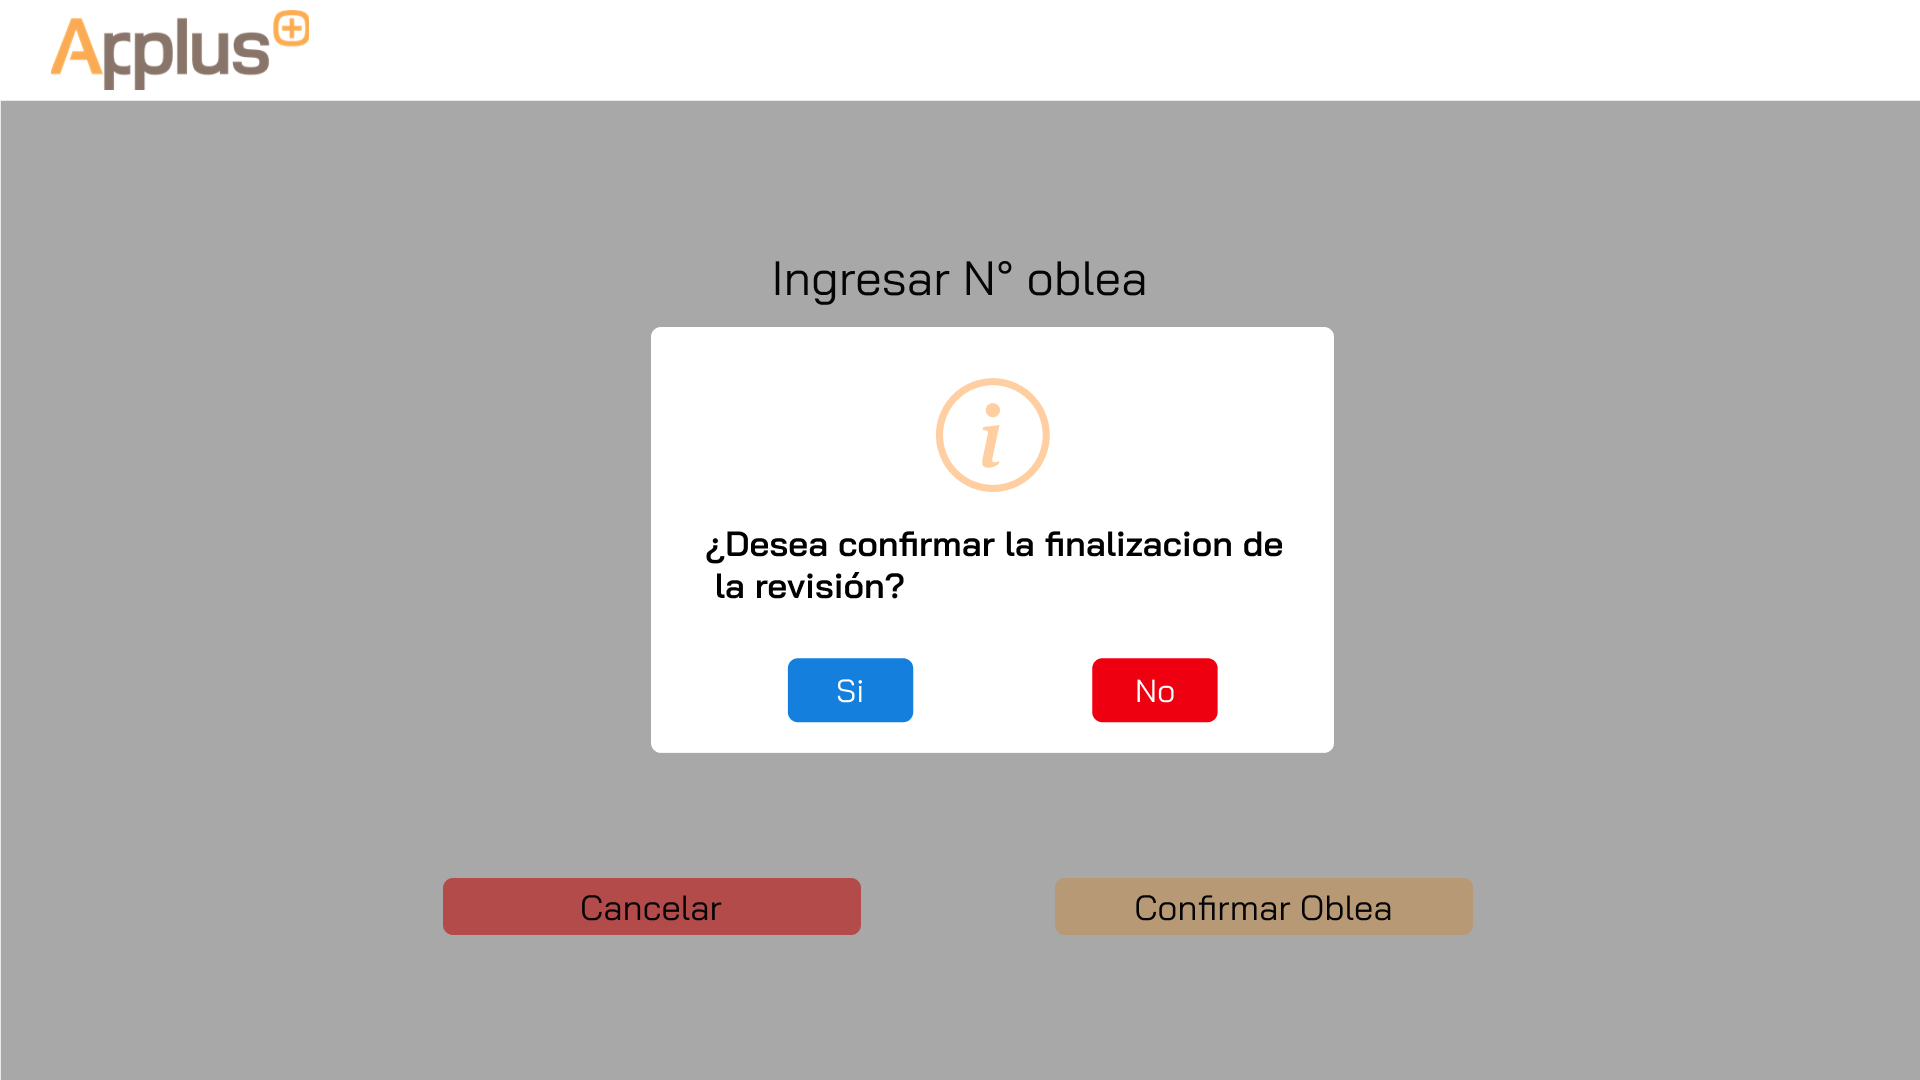 Applus+
Ingresar N° oblea
¿Desea confirmar la finalizacion de
la revisión?
Si
No
Cancelar
Confirmar Oblea